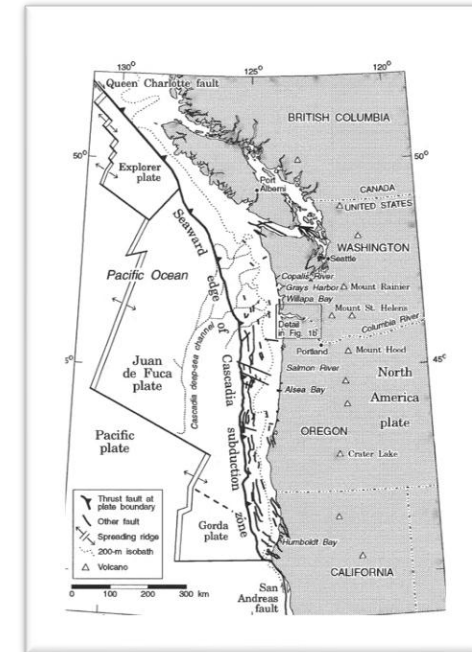 130°
125°
120°
Queen Charlotte fault
BRITISH COLUMBIA
50°
50°
Explorer
plate
Port
Alberni
CANADA
UNITED STATES
WASHINGTON
Seattle
Seaward edge of Cascadia subduction zone
Copalis River
Grays Harbor
Mount Rainier
Willapa Bay
Pacific Ocean
Mount St. Helens
Detail
in Fig. 1b
Columbia River
Cascadia deep-sea channel
Portland
Mount Hood
45°
45°
Juan
de Fuca
plate
Salmon River
North
America
plate
Alsea Bay
Pacific
plate
OREGON
Crater Lake
Thrust fault at
plate boundary
Other fault
Spreading ridge
200-m isobath
Volcano
Gorda
plate
Humboldt Bay
0 100 200 300 km
CALIFORNIA
San
Andreas
fault